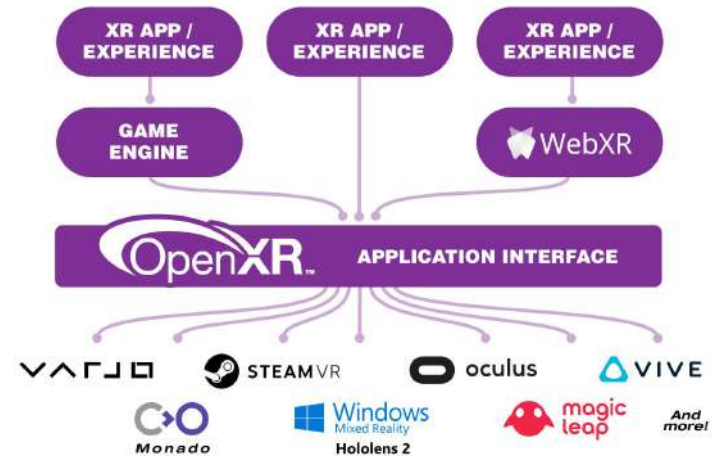 XR APP /
EXPERIENCE
XR APP /
EXPERIENCE
XR APP /
EXPERIENCE
GAME
ENGINE
WebXR
OpenXR™ APPLICATION INTERFACE
VARJO
STEAMVR
oculus
VIVE
Monado
Windows
Mixed Reality
Hololens 2
magic
leap
And
more!